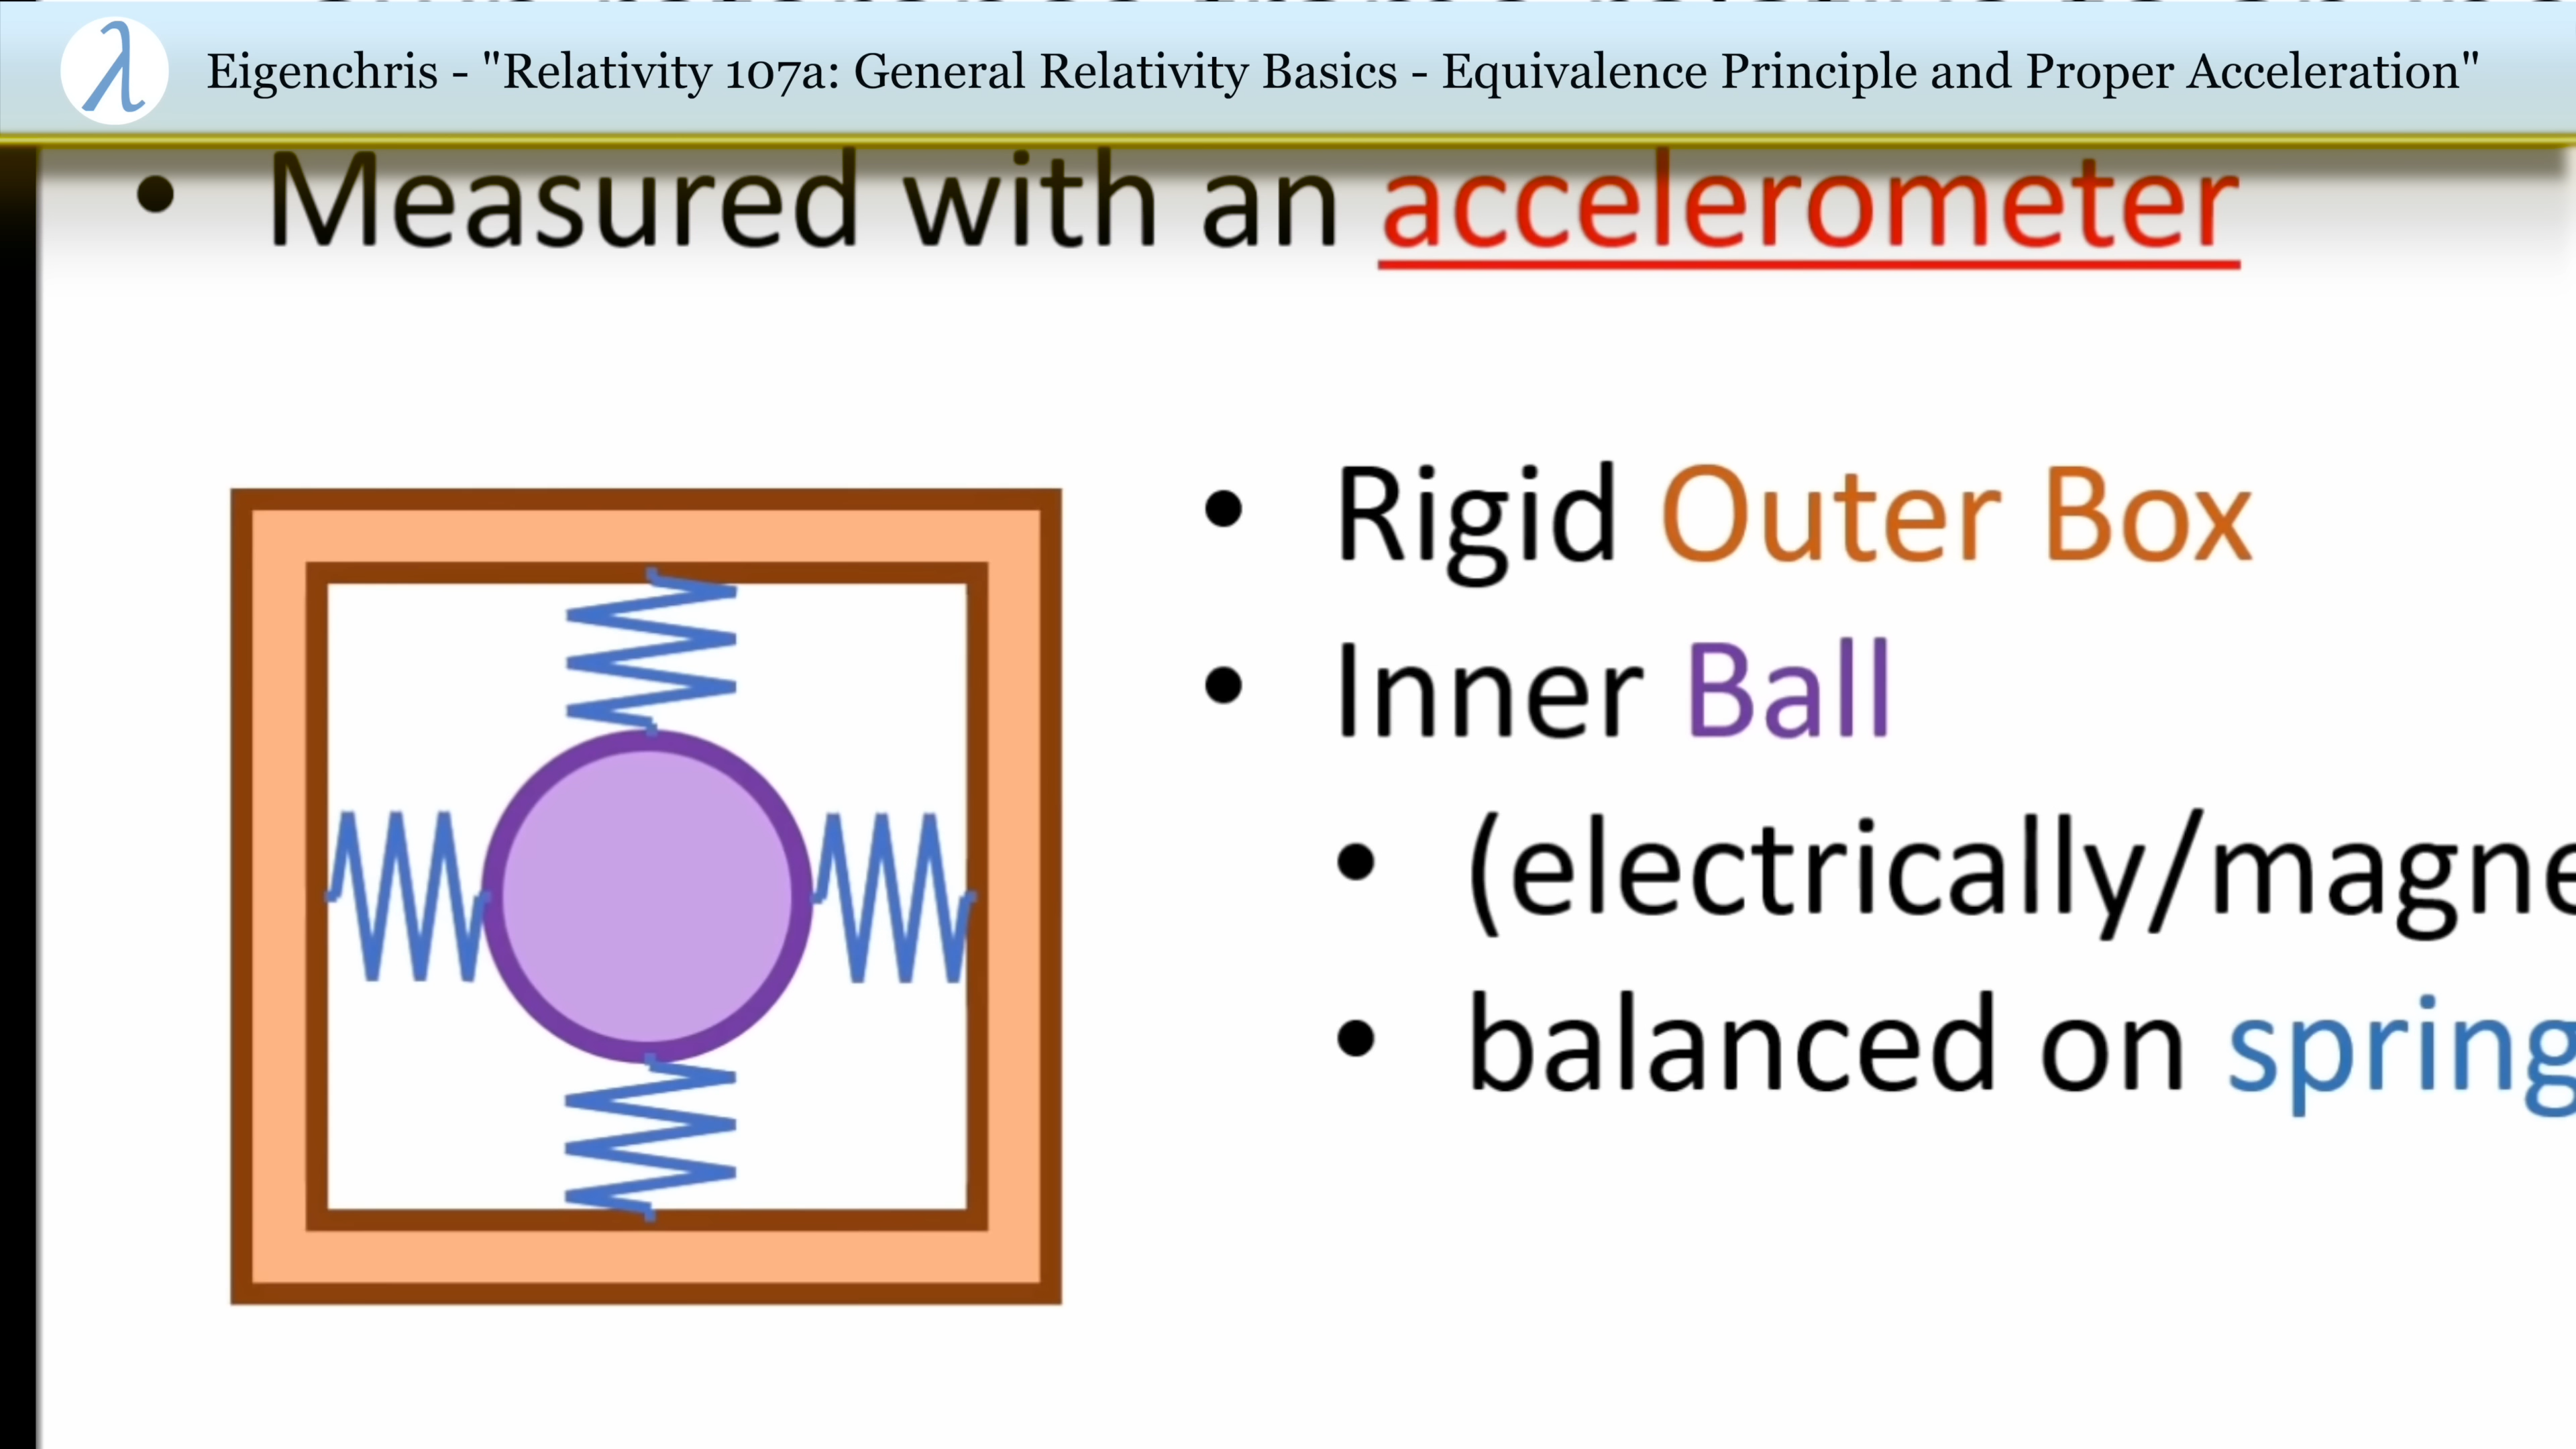 λ Eigenchris - "Relativity 107a: General Relativity Basics - Equivalence Principle and Proper Acceleration"
• Measured with an accelerometer
• Rigid Outer Box
• Inner Ball
• (electrically/magne
• balanced on spring